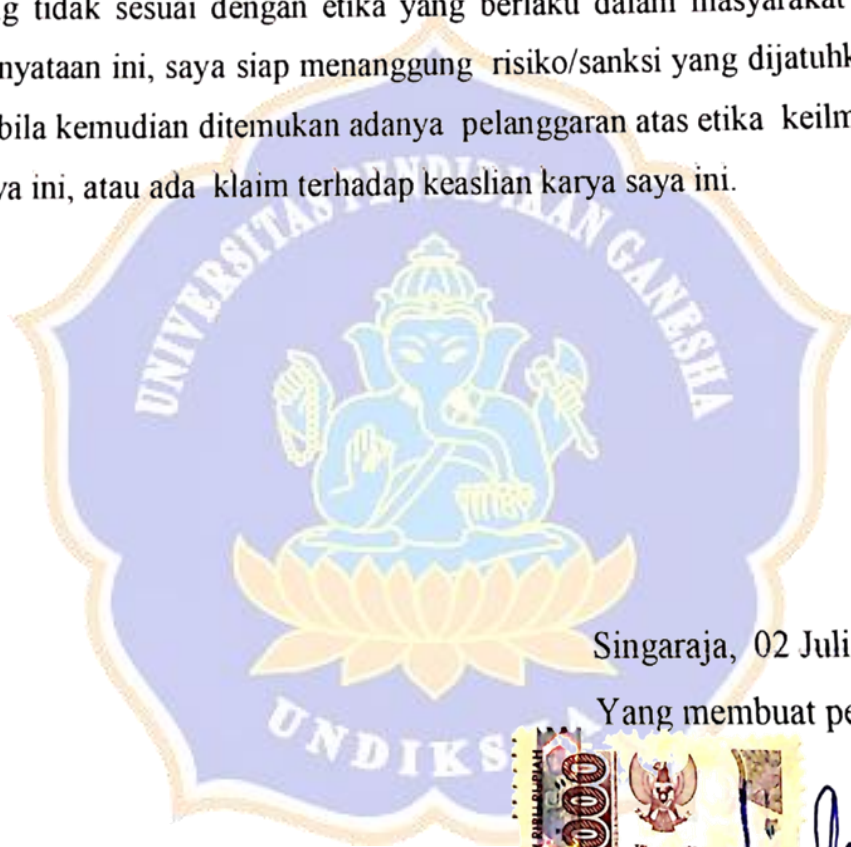 tidak sesuai dengan etika yang berlaku dalam masyarakat
nyataan ini, saya siap menanggung risiko/sanksi yang dijatuhk
bila kemudian ditemukan adanya pelanggaran atas etika keilm
a ini, atau ada klaim terhadap keaslian karya saya ini.
UNIVERSITAS PENDIDIKAN GANESHA
Singaraja, 02 Juli
Yang membuat pe
UNDIKSHA
000